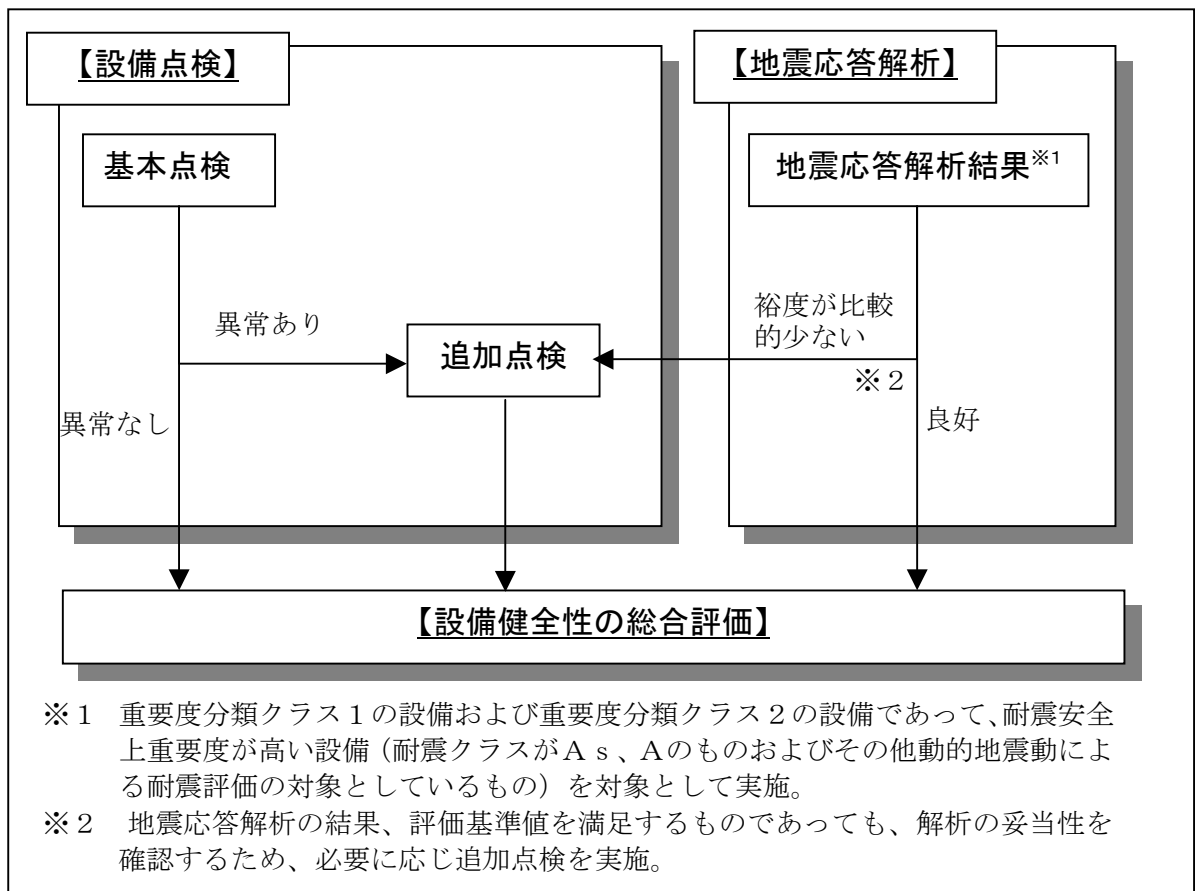 【設備点検】
【地震応答解析】
基本点検
地震応答解析結果※1
異常あり
追加点検
裕度が比較
的少ない
※２
異常なし
良好
【設備健全性の総合評価】
※１　重要度分類クラス１の設備および重要度分類クラス２の設備であって、耐震安全
上重要度が高い設備（耐震クラスがＡｓ、Ａのものおよびその他動的地震動によ
る耐震評価の対象としているもの）を対象として実施。
※２　地震応答解析の結果、評価基準値を満足するものであっても、解析の妥当性を
確認するため、必要に応じ追加点検を実施。